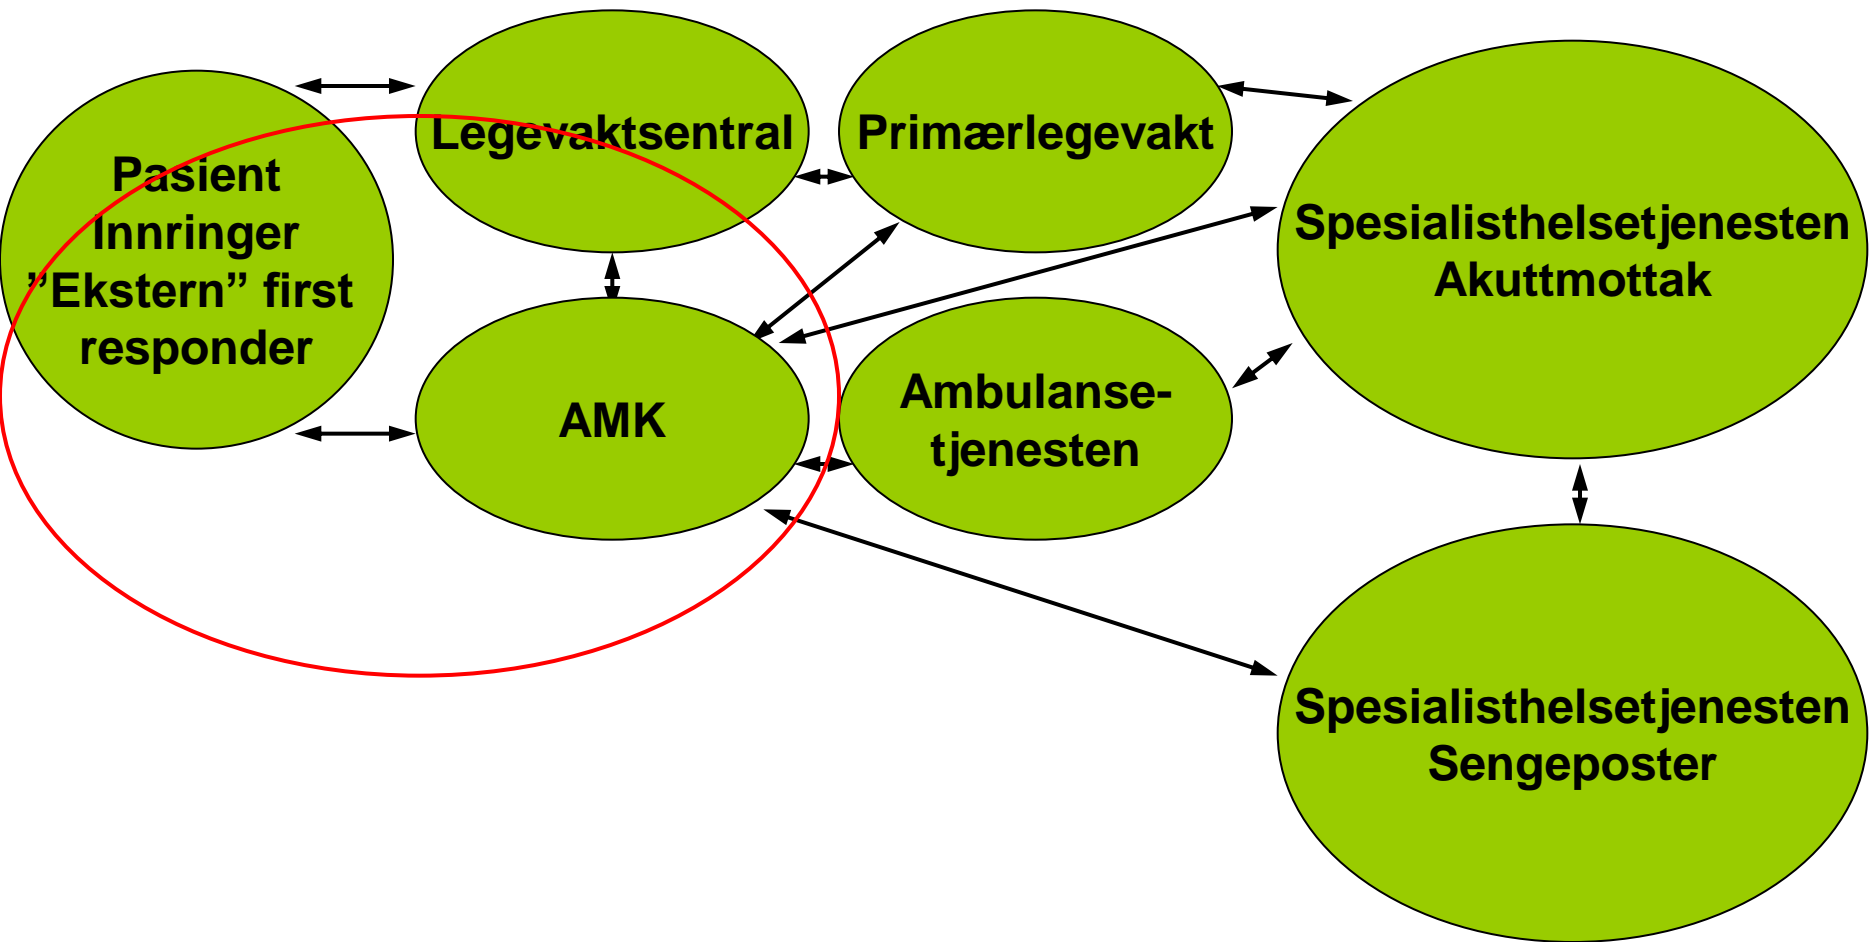 Pasient
Innringer
”Ekstern” first
responder
Legevaktsentral
Primærlegevakt
AMK
Ambulanse-
tjenesten
Spesialisthelsetjenesten
Akuttmottak
Spesialisthelsetjenesten
Sengeposter